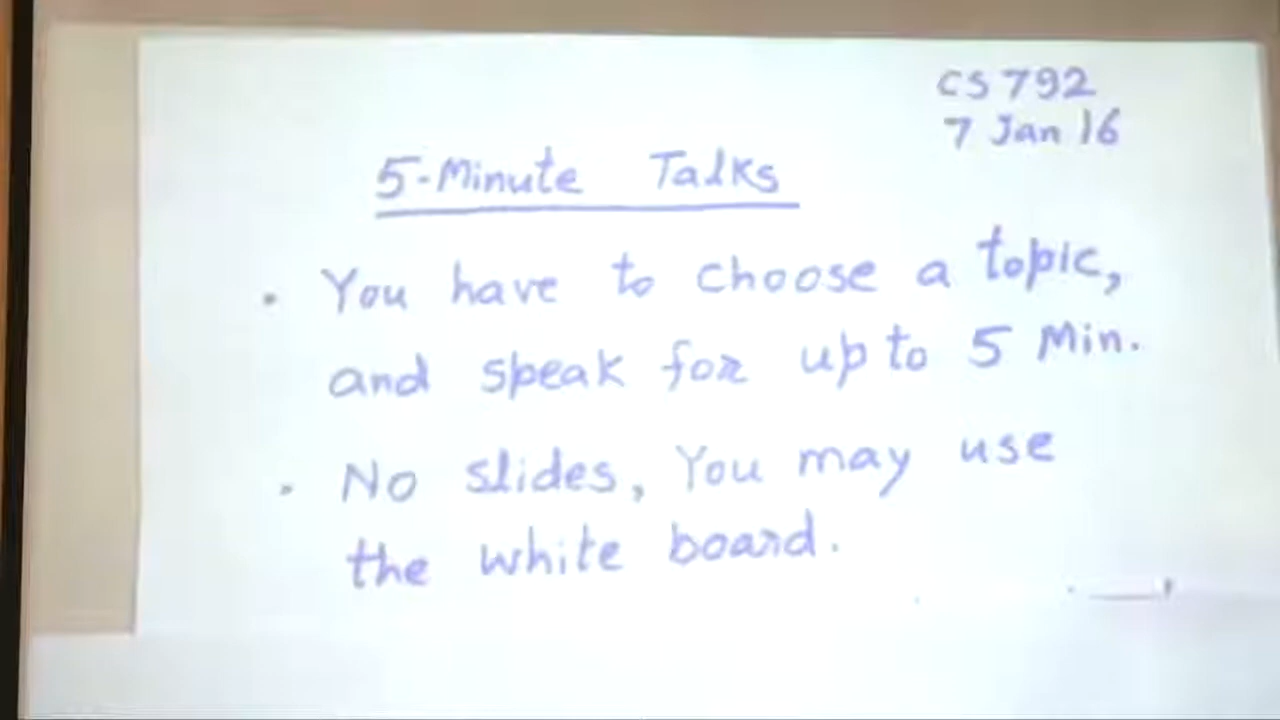 CS 792
7 Jan 16
5-Minute Talks
• You have to choose a topic,
and speak for up to 5 Min.
• No slides, You may use
the white board.